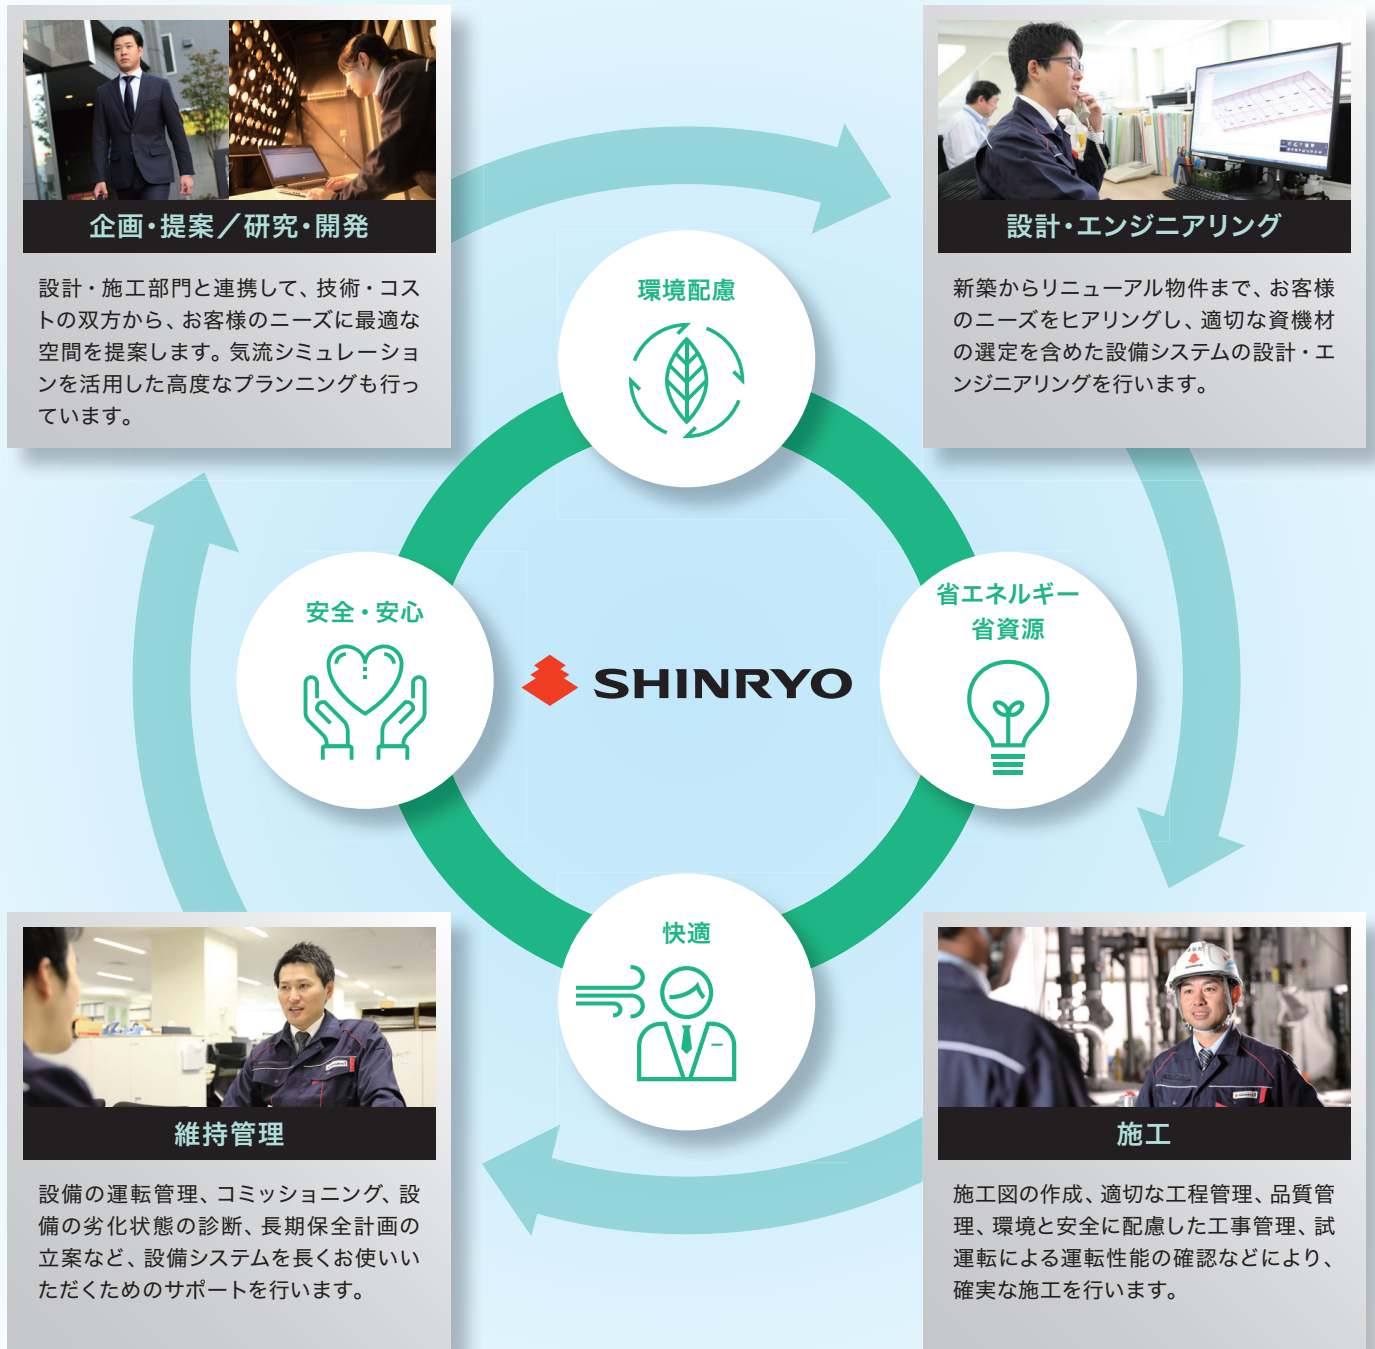 企画・提案／研究・開発
設計・施工部門と連携して、技術・コス
トの双方から、お客様のニーズに最適な
空間を提案します。気流シミュレーショ
ンを活用した高度なプランニングも行っ
ています。
設計・エンジニアリング
新築からリニューアル物件まで、お客様
のニーズをヒアリングし、適切な資機材
の選定を含めた設備システムの設計・エ
ンジニアリングを行います。
環境配慮
安全・安心
SHINRYO
省エネルギー
省資源
快適
維持管理
設備の運転管理、コミッショニング、設
備の劣化状態の診断、長期保全計画の
立案など、設備システムを長くお使いい
ただくためのサポートを行います。
施工
施工図の作成、適切な工程管理、品質管
理、環境と安全に配慮した工事管理、試
運転による運転性能の確認などにより、
確実な施工を行います。